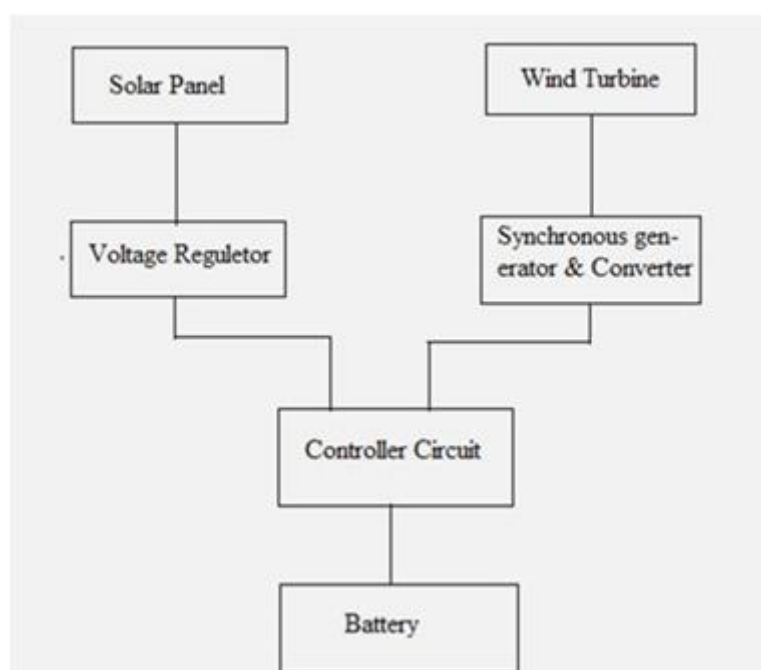 Solar Panel
Wind Turbine
Voltage Reguletor
Synchronous gen-
erator & Converter
Controller Circuit
Battery